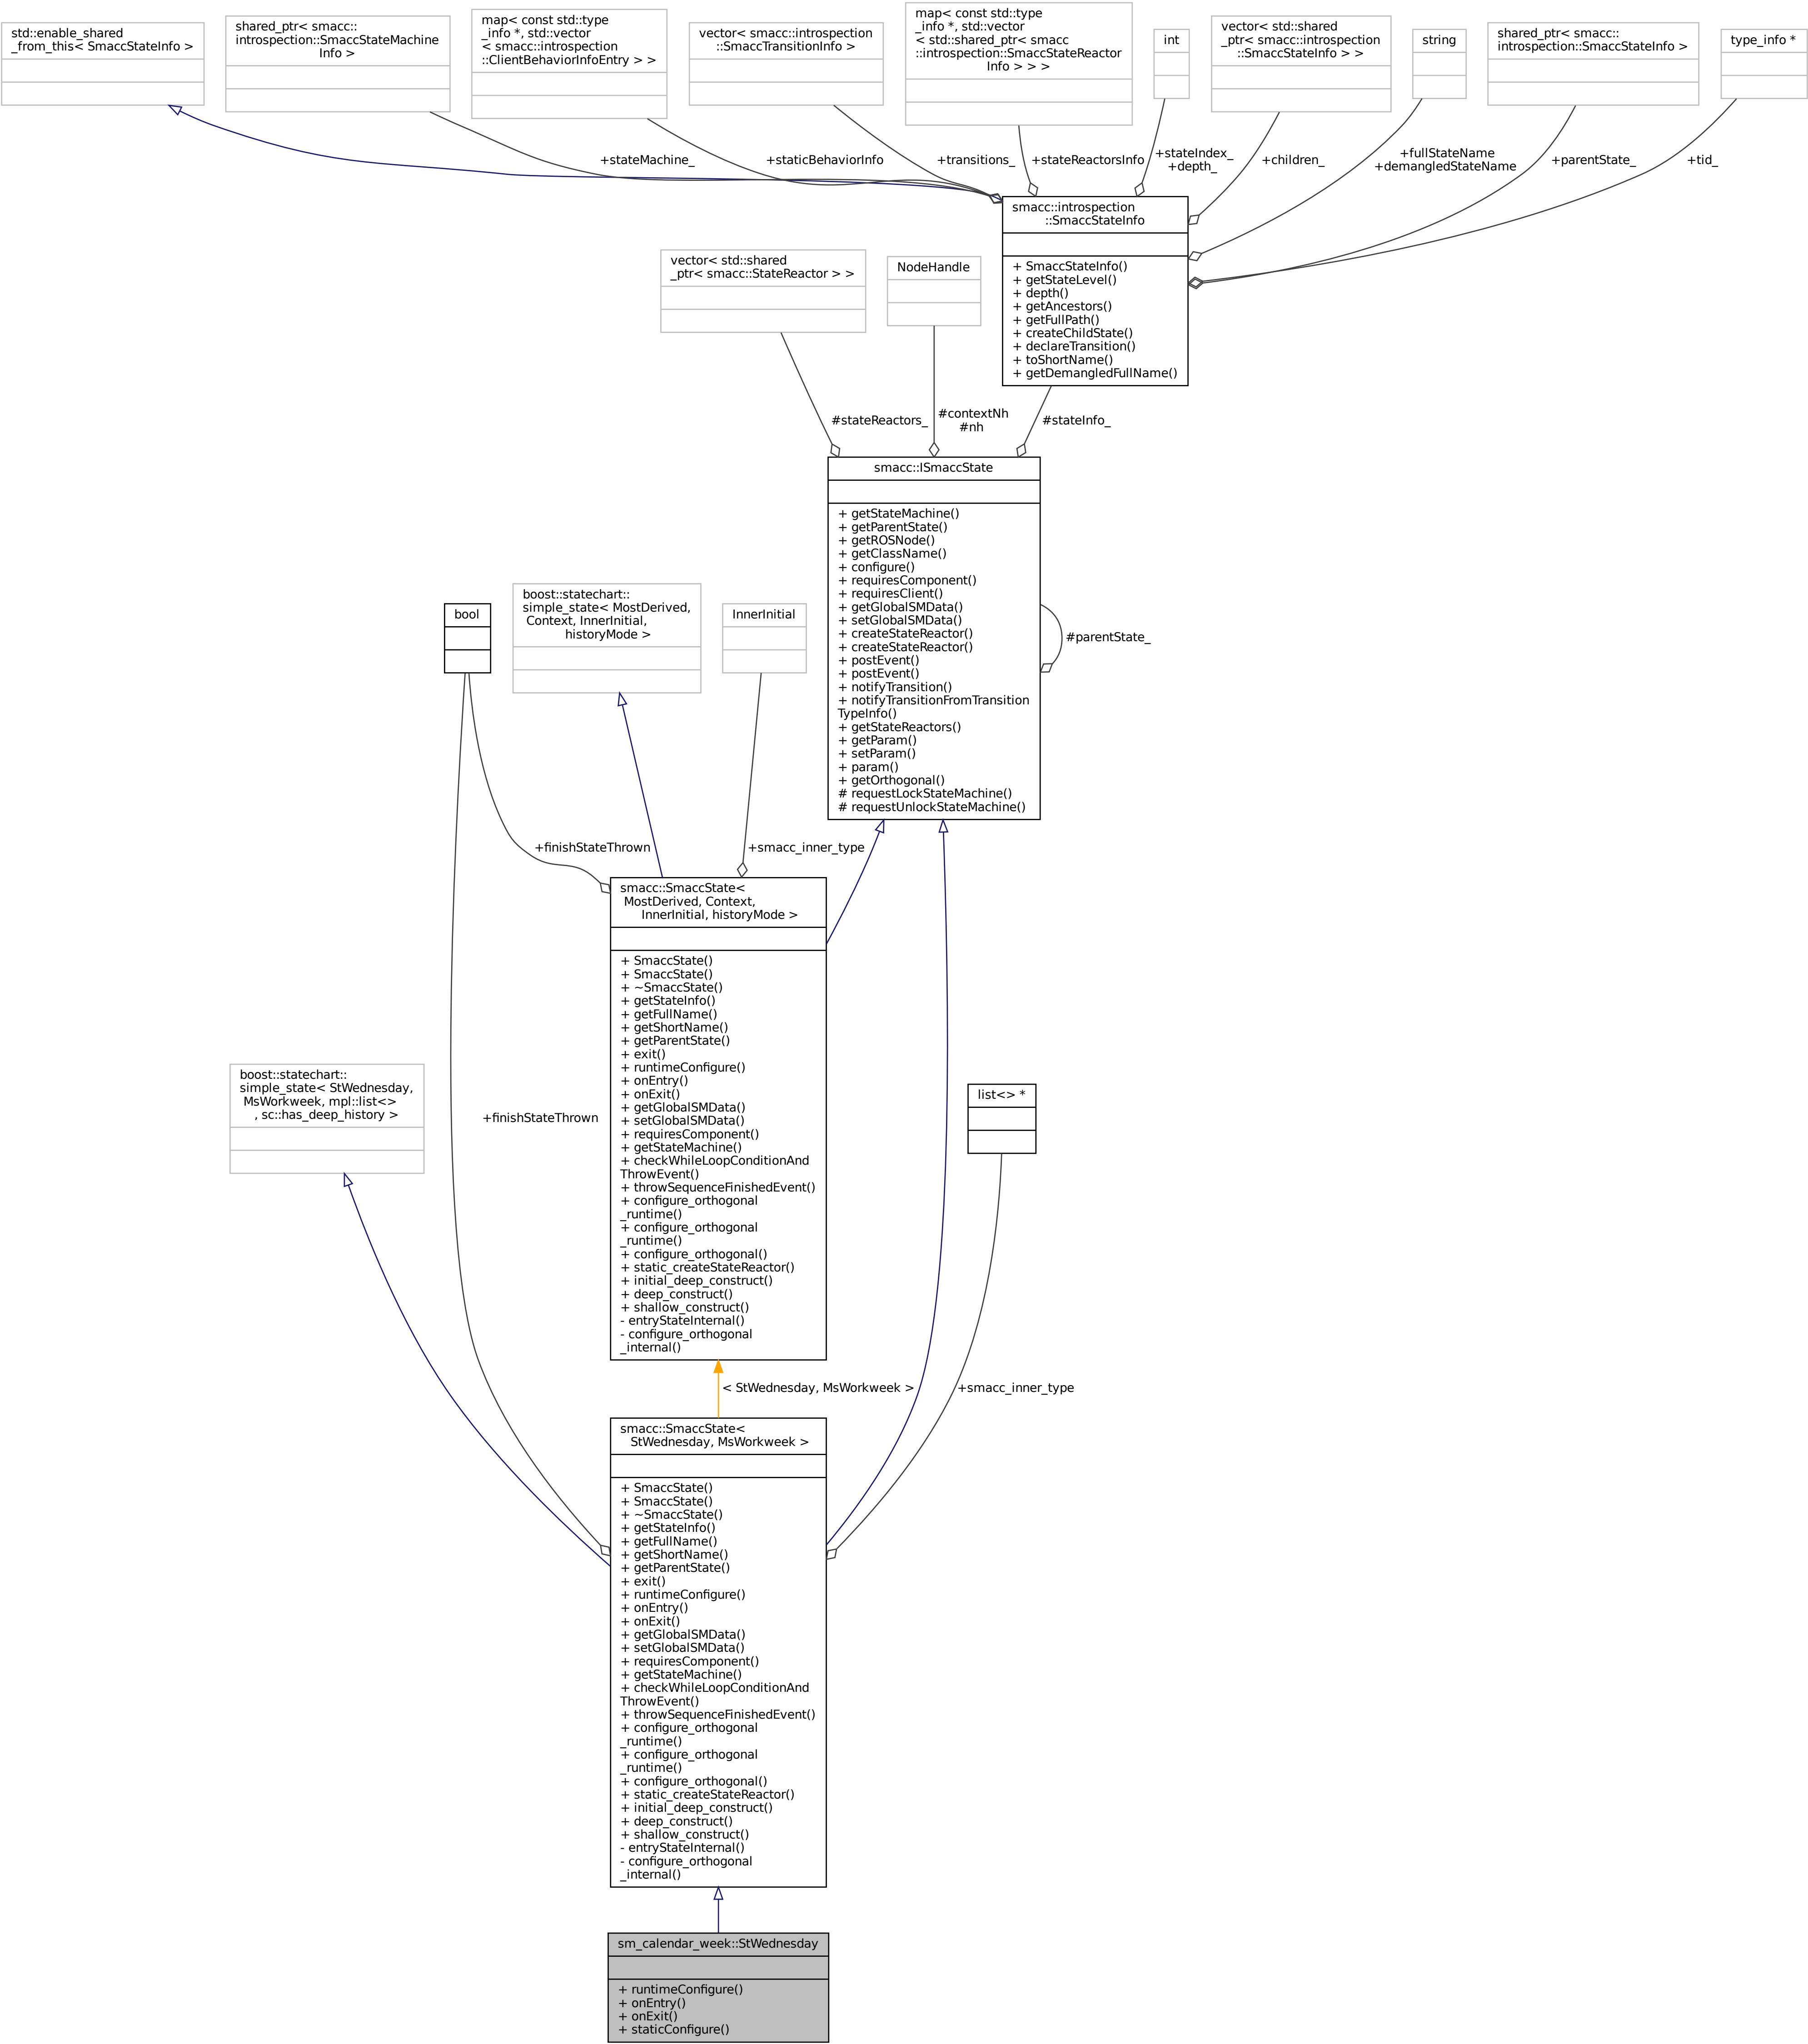 std::enable_shared
_from_this< SmaccStateInfo >
shared_ptr< smacc::
introspection::SmaccStateMachine
Info >
map< const std::type
_info *, std::vector
< smacc::introspection
::ClientBehaviorInfoEntry > >
vector< smacc::introspection
::SmaccTransitionInfo >
map< const std::type
_info *, std::vector
< std::shared_ptr< smacc
::introspection::SmaccStateReactor
Info > > >
int
vector< std::shared
_ptr< smacc::introspection
::SmaccStateInfo > >
string
shared_ptr< smacc::
introspection::SmaccStateInfo >
type_info *
+stateMachine_
+staticBehaviorInfo
+transitions_
+stateReactorsInfo
+stateIndex_
+depth_
+children_
+fullStateName
+demangledStateName
+parentState_
+tid_
smacc::introspection
::SmaccStateInfo
+ SmaccStateInfo()
+ getStateLevel()
+ depth()
+ getAncestors()
+ getFullPath()
+ createChildState()
+ declareTransition()
+ toShortName()
+ getDemangledFullName()
vector< std::shared
_ptr< smacc::StateReactor > >
NodeHandle
#stateReactors_
#contextNh
#nh
#stateInfo_
smacc::ISmaccState
+ getStateMachine()
+ getParentState()
+ getROSNode()
+ getClassName()
+ configure()
+ requiresComponent()
+ requiresClient()
+ getGlobalSMData()
+ setGlobalSMData()
+ createStateReactor()
+ createStateReactor()
+ postEvent()
+ postEvent()
+ notifyTransition()
+ notifyTransitionFromTransition
TypeInfo()
+ getStateReactors()
+ getParam()
+ setParam()
+ param()
+ getOrthogonal()
# requestLockStateMachine()
# requestUnlockStateMachine()
#parentState_
bool
boost::statechart::
simple_state< MostDerived,
Context, InnerInitial,
historyMode >
InnerInitial
+finishStateThrown
+smacc_inner_type
smacc::SmaccState<
MostDerived, Context,
InnerInitial, historyMode >
+ SmaccState()
+ SmaccState()
+ ~SmaccState()
+ getStateInfo()
+ getFullName()
+ getShortName()
+ getParentState()
+ exit()
+ runtimeConfigure()
+ onEntry()
+ onExit()
+ getGlobalSMData()
+ setGlobalSMData()
+ requiresComponent()
+ getStateMachine()
+ checkWhileLoopConditionAnd
ThrowEvent()
+ throwSequenceFinishedEvent()
+ configure_orthogonal
_runtime()
+ configure_orthogonal
_runtime()
+ configure_orthogonal()
+ static_createStateReactor()
+ initial_deep_construct()
+ deep_construct()
+ shallow_construct()
- entryStateInternal()
- configure_orthogonal
_internal()
boost::statechart::
simple_state< StWednesday,
MsWorkweek, mpl::list<>
, sc::has_deep_history >
+finishStateThrown
list<> *
< StWednesday, MsWorkweek >
+smacc_inner_type
smacc::SmaccState<
StWednesday, MsWorkweek >
+ SmaccState()
+ SmaccState()
+ ~SmaccState()
+ getStateInfo()
+ getFullName()
+ getShortName()
+ getParentState()
+ exit()
+ runtimeConfigure()
+ onEntry()
+ onExit()
+ getGlobalSMData()
+ setGlobalSMData()
+ requiresComponent()
+ getStateMachine()
+ checkWhileLoopConditionAnd
ThrowEvent()
+ throwSequenceFinishedEvent()
+ configure_orthogonal
_runtime()
+ configure_orthogonal
_runtime()
+ configure_orthogonal()
+ static_createStateReactor()
+ initial_deep_construct()
+ deep_construct()
+ shallow_construct()
- entryStateInternal()
- configure_orthogonal
_internal()
sm_calendar_week::StWednesday
+ runtimeConfigure()
+ onEntry()
+ onExit()
+ staticConfigure()